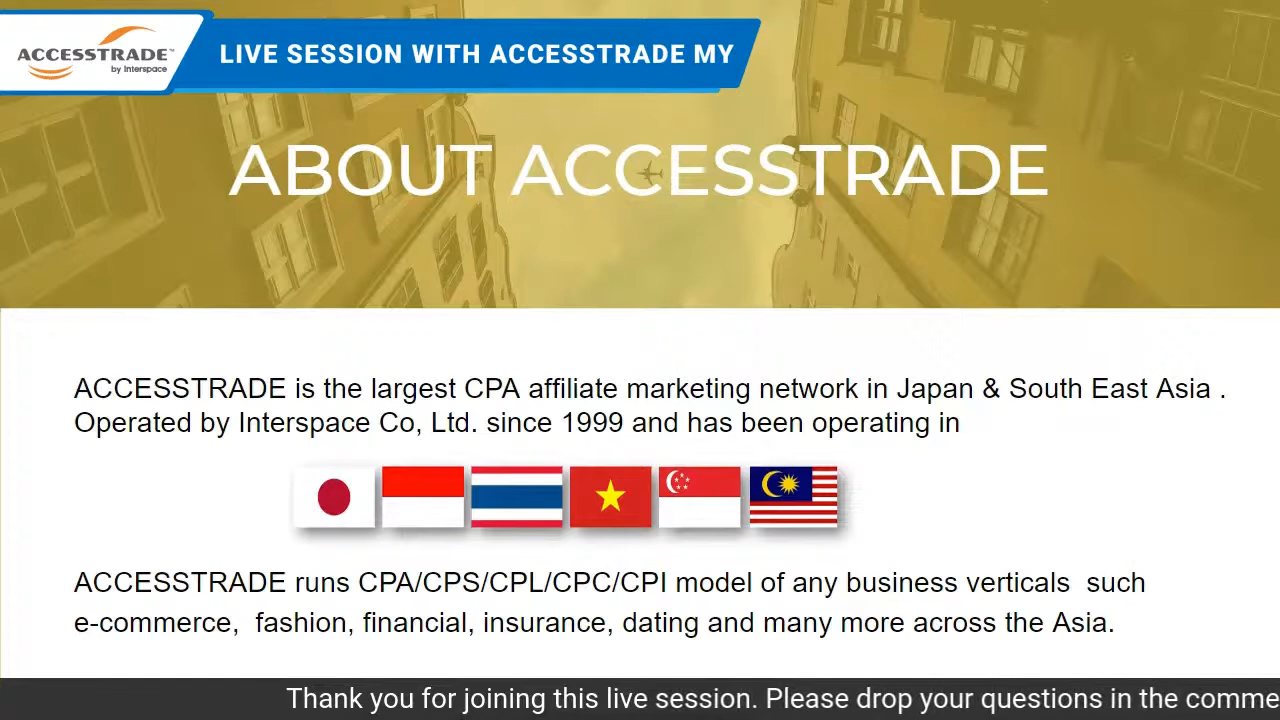 ACCESSTRADE™
by Interspace
LIVE SESSION WITH ACCESSTRADE MY
ABOUT ACCESSTRADE
ACCESSTRADE is the largest CPA affiliate marketing network in Japan & South East Asia .
Operated by Interspace Co, Ltd. since 1999 and has been operating in
ACCESSTRADE runs CPA/CPS/CPL/CPC/CPI model of any business verticals  such
e-commerce,  fashion, financial, insurance, dating and many more across the Asia.
Thank you for joining this live session. Please drop your questions in the comme